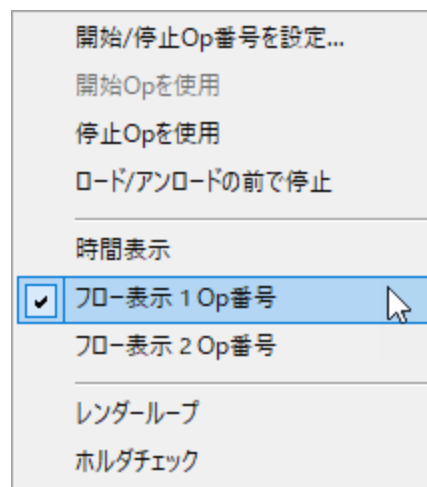 開始/停止Op番号を設定...
開始Opを使用
停止Opを使用
ロード/アンロードの前で停止
時間表示
フロー表示 1 Op番号
フロー表示 2 Op番号
レンダーループ
ホルダチェック